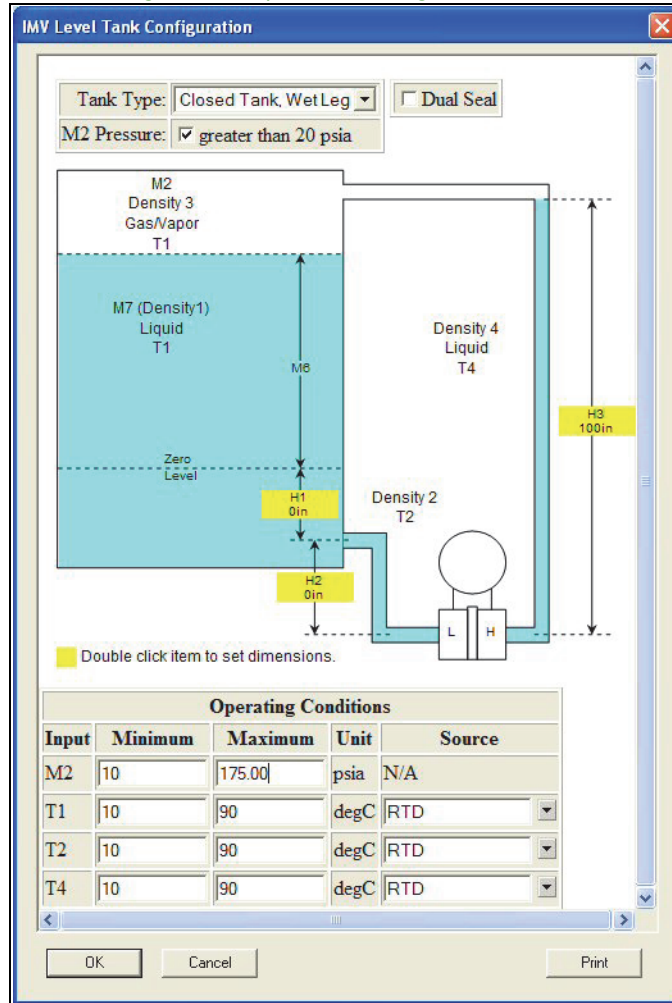 IMV Level Tank Configuration
Tank Type: Closed Tank, Wet Leg
Dual Seal
M2 Pressure: greater than 20 psia
M2
Density 3
Gas/Vapor
T1
M7 (Density1)
Liquid
T1
M6
Density 4
Liquid
T4
H3
100in
Zero
Level
H1
0in
Density 2
T2
H2
0in
L
H
Double click item to set dimensions.
Operating Conditions
Input Minimum Maximum Unit Source
M2 10 175.00 psia N/A
T1 10 90 degC RTD
T2 10 90 degC RTD
T4 10 90 degC RTD
OK Cancel Print